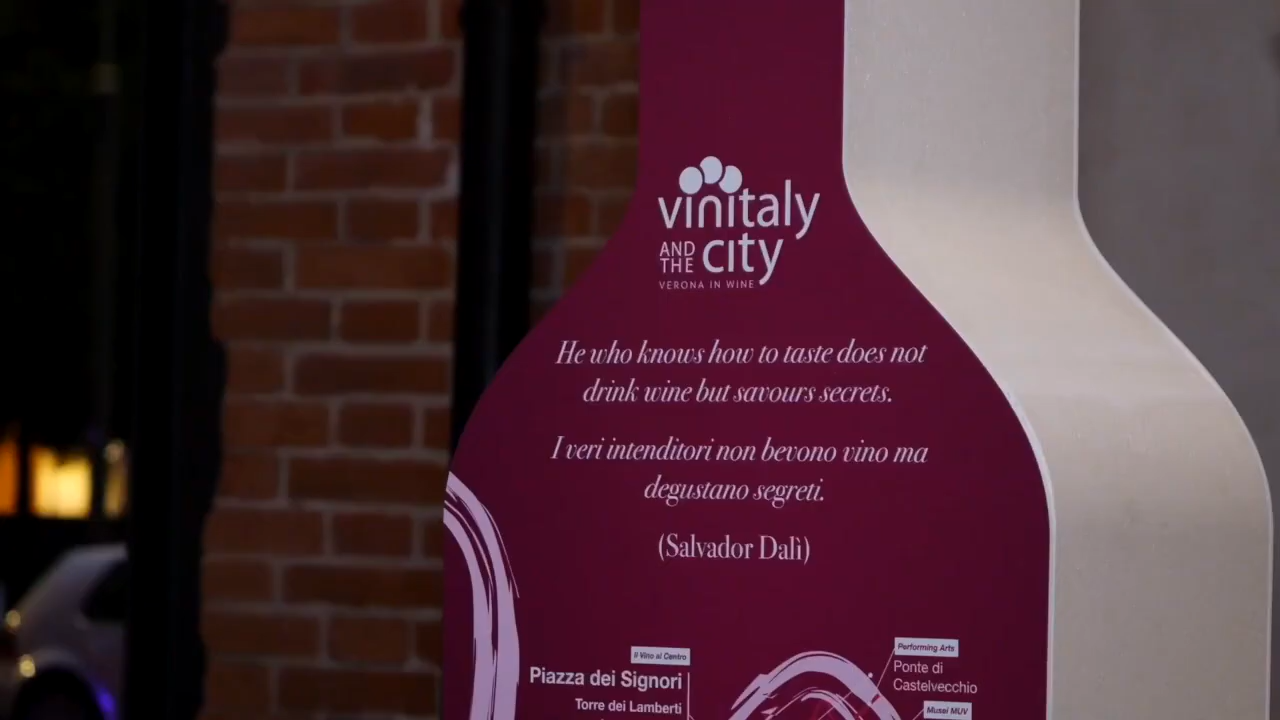 vinitaly
AND THE city
VERONA IN WINE
He who knows how to taste does not
drink wine but savours secrets.
I veri intenditori non bevono vino ma
degustano segreti.
(Salvador Dalì)
Il Vino al Centro
Piazza dei Signori
Torre dei Lamberti
Performing Arts
Ponte di
Castelvecchio
Musei MUV